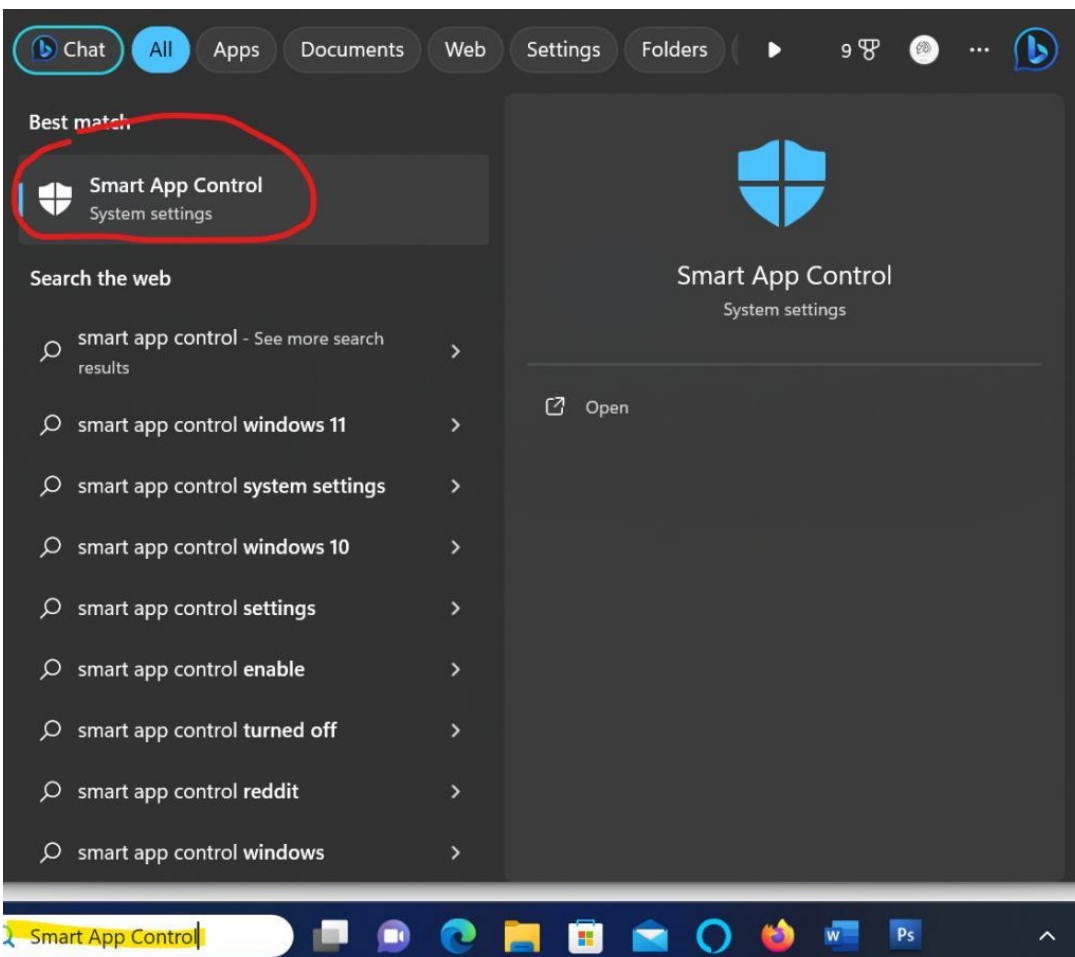 Chat All Apps Documents Web Settings Folders 9
Best match
Smart App Control
System settings
Search the web
smart app control - See more search
results
smart app control windows 11
smart app control system settings
smart app control windows 10
smart app control settings
smart app control enable
smart app control turned off
smart app control reddit
smart app control windows
Smart App Control
System settings
Open
Smart App Control
W Ps